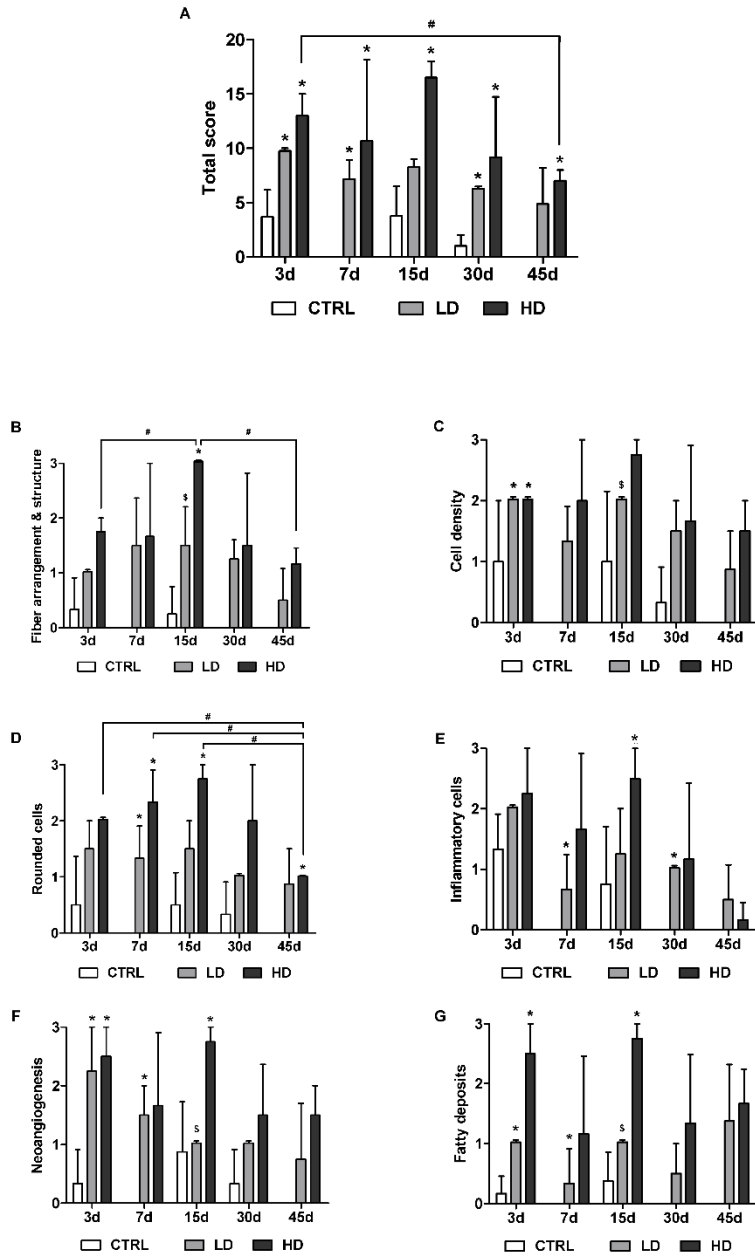 A
#
20
15
10
5
0
Total score
* * * * * * * * *
3d 7d 15d 30d 45d
CTRL LD HD
B
# #
*
$
3
2
1
0
Fiber arrangement & structure
3d 7d 15d 30d 45d
CTRL LD HD
C
3
2
1
0
Cell density
* * $
3d 7d 15d 30d 45d
CTRL LD HD
D
#
#
#
3
2
1
0
Rounded cells
* * * *
3d 7d 15d 30d 45d
CTRL LD HD
E
3
2
1
0
Inflammatory cells
* * *
3d 7d 15d 30d 45d
CTRL LD HD
F
3
2
1
0
Neoangiogenesis
* * * $ *
3d 7d 15d 30d 45d
CTRL LD HD
G
3
2
1
0
Fatty deposits
* * * $ *
3d 7d 15d 30d 45d
CTRL LD HD